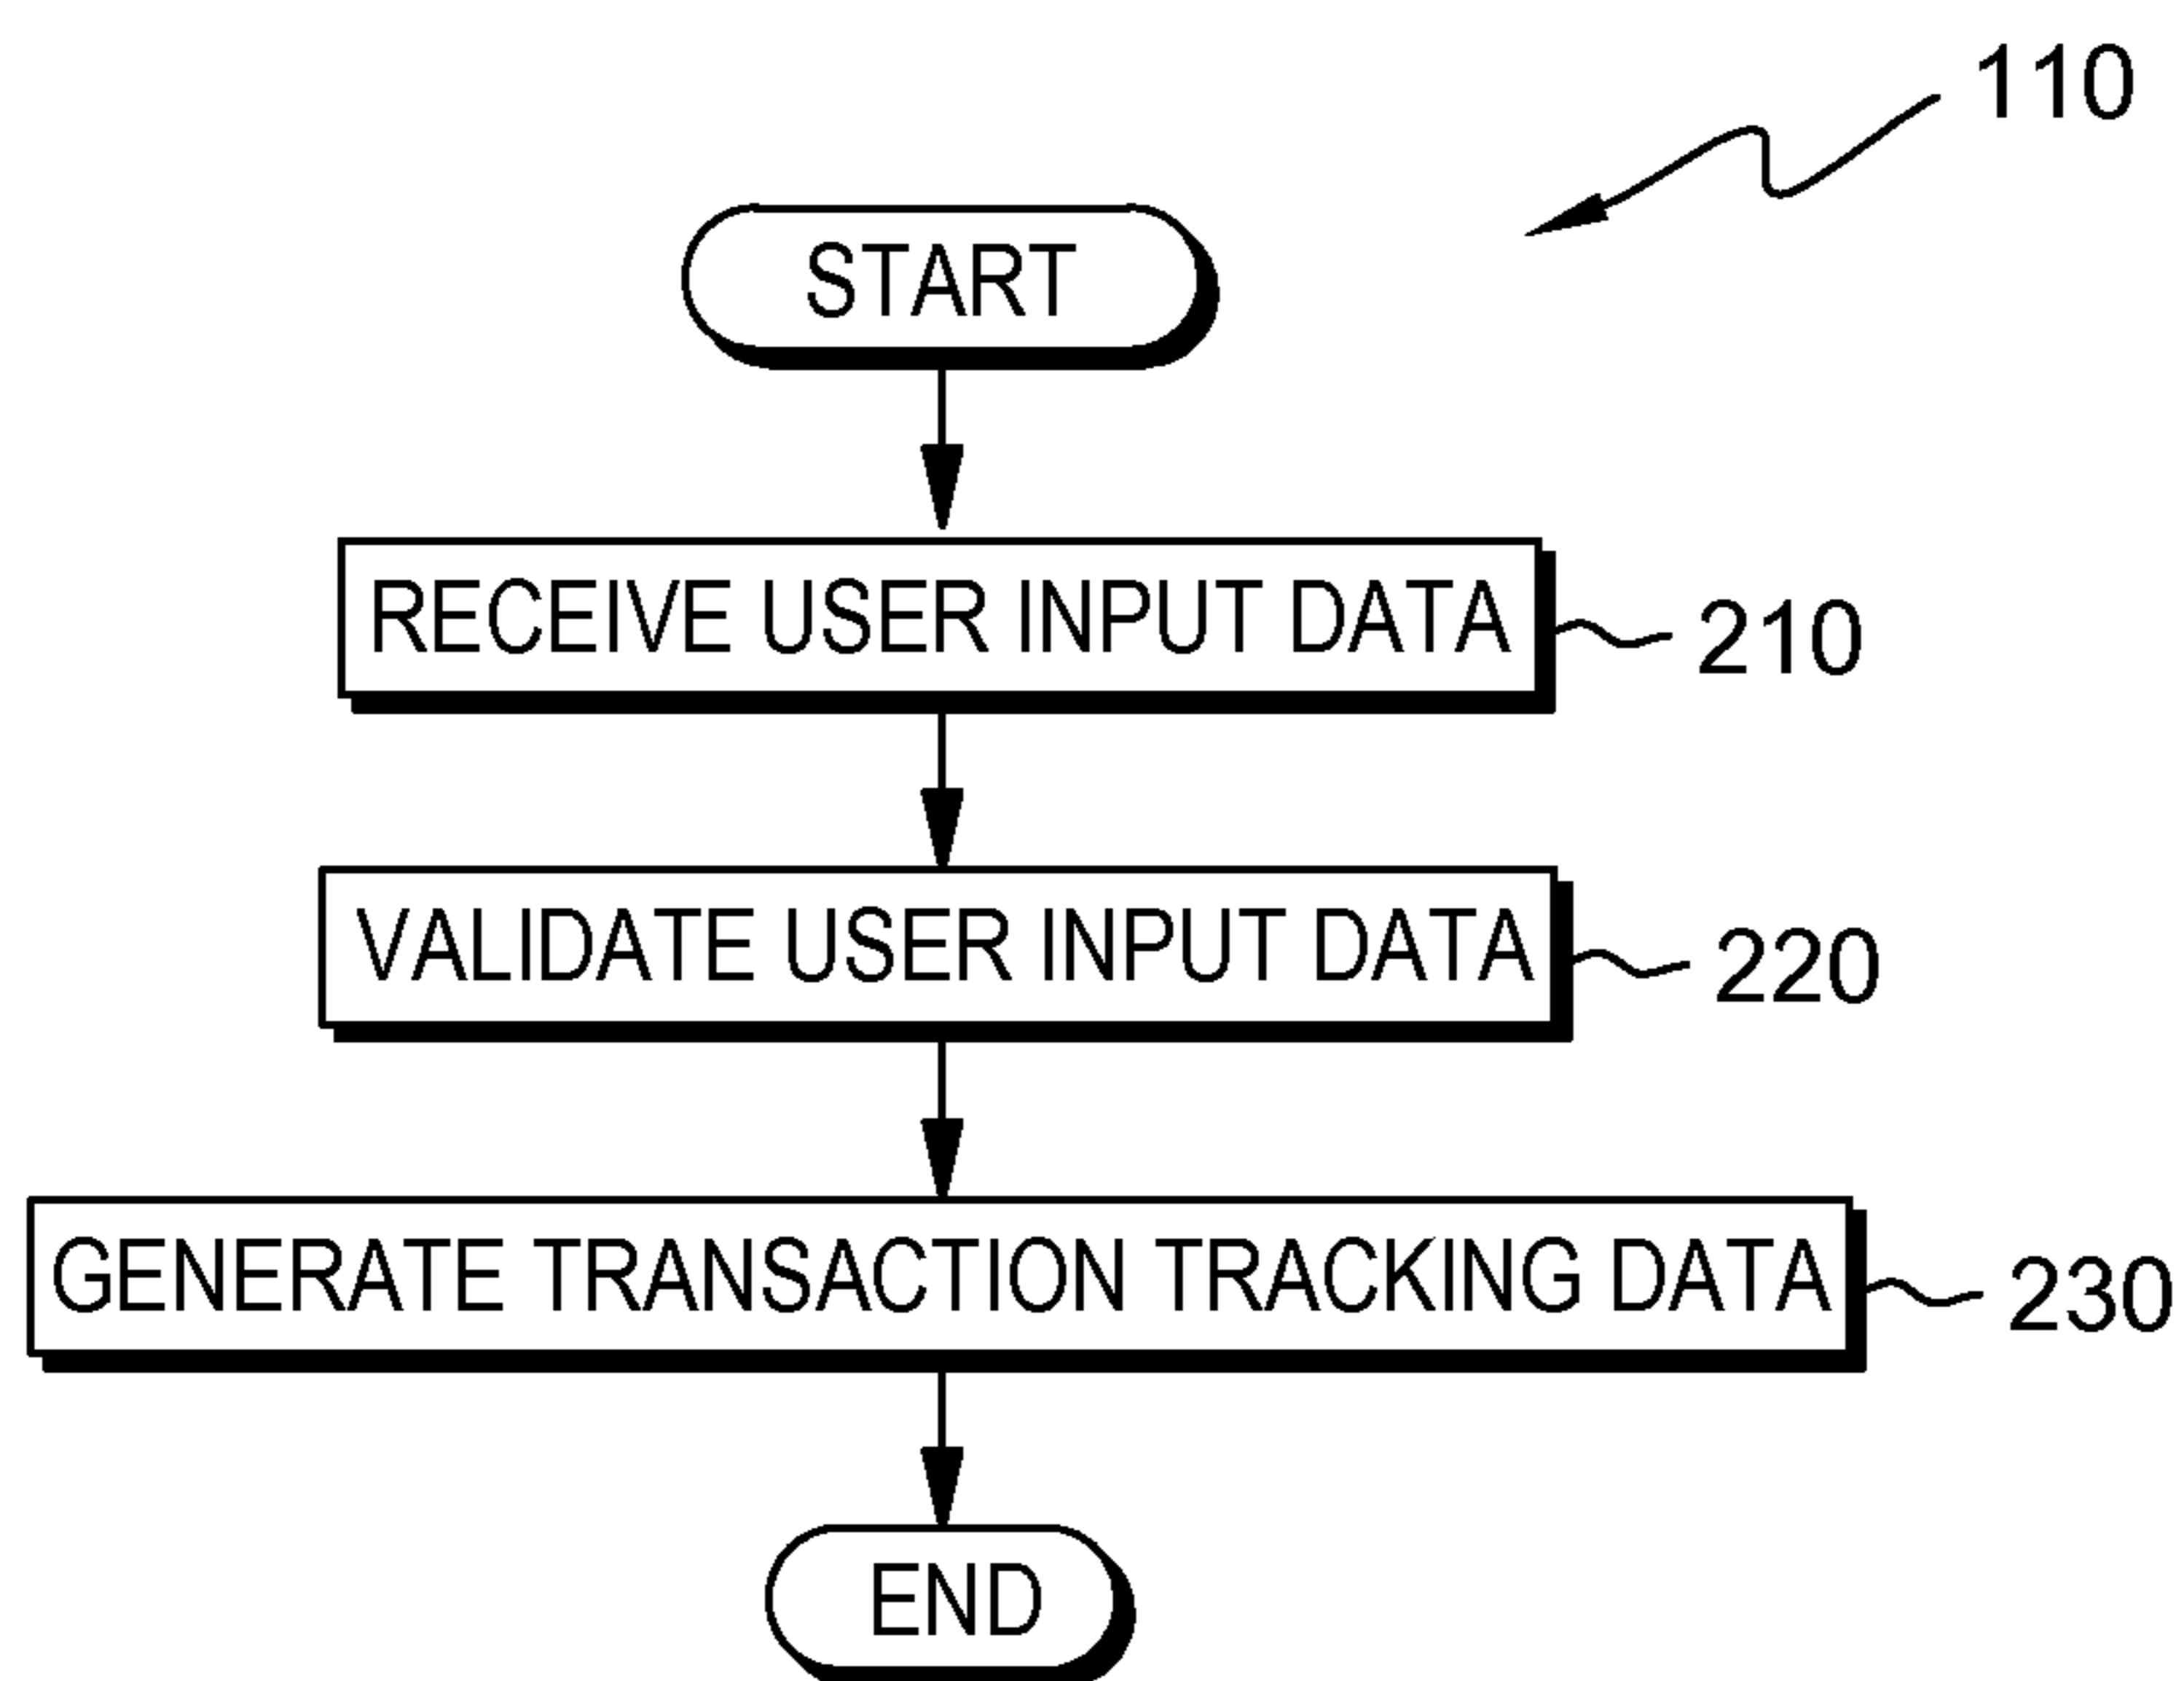 110
START
RECEIVE USER INPUT DATA
210
VALIDATE USER INPUT DATA
220
GENERATE TRANSACTION TRACKING DATA
230
END